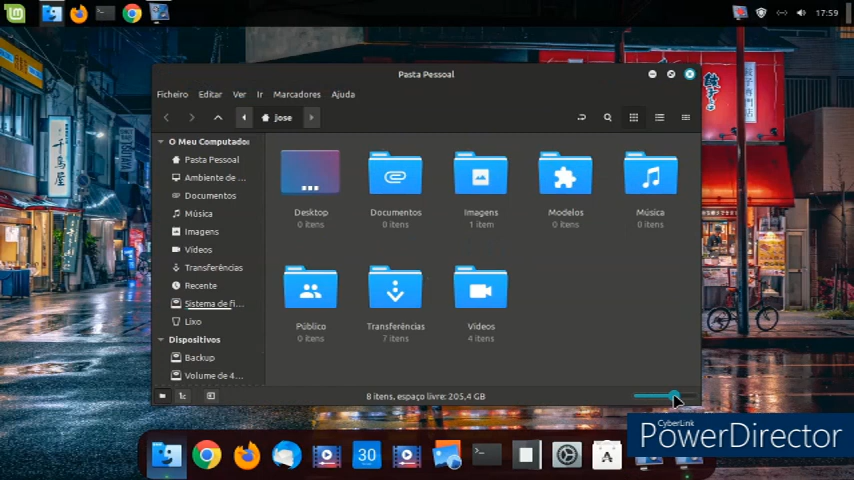 17:59
Pasta Pessoal
Ficheiro Editar Ver Ir Marcadores Ajuda
jose
O Meu Computador
Pasta Pessoal
Ambiente de ...
Documentos
Música
Imagens
Vídeos
Transferências
Recente
Sistema de fi...
Lixo
Dispositivos
Backup
Volume de 4...
Desktop
0 itens
Documentos
0 itens
Imagens
1 item
Modelos
0 itens
Música
0 itens
Público
0 itens
Transferências
7 itens
Vídeos
4 itens
8 itens, espaço livre: 205,4 GB
30
CyberLink
PowerDirector